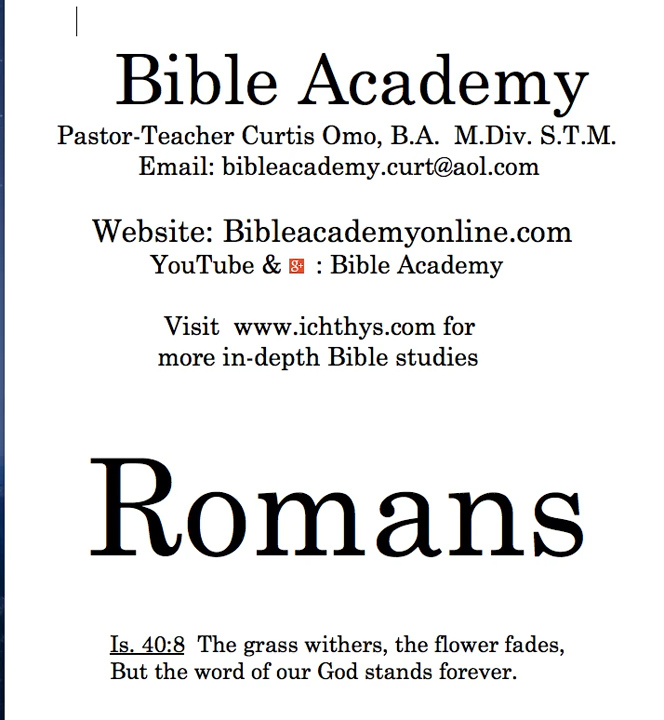 Bible Academy
Pastor-Teacher Curtis Omo, B.A. M.Div. S.T.M.
Email: bibleacademy.curt@aol.com
Website: Bibleacademyonline.com
YouTube & g+ : Bible Academy
Visit www.ichthys.com for
more in-depth Bible studies
Romans
Is. 40:8 The grass withers, the flower fades,
But the word of our God stands forever.